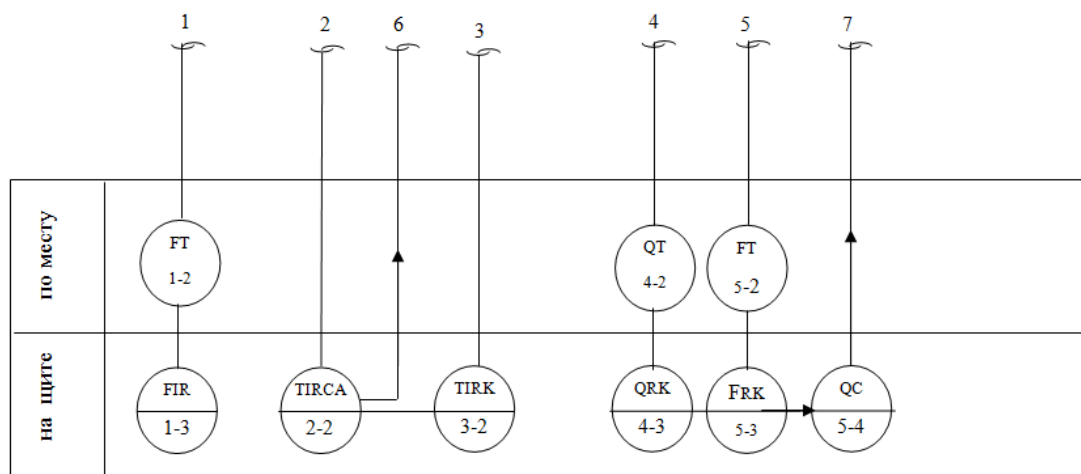 1 2 6 3 4 5 7
по месту
FT
1-2
QT
4-2
FT
5-2
на щите
FIR
1-3
TIRCA
2-2
TIRK
3-2
QRK
4-3
FRK
5-3
QC
5-4